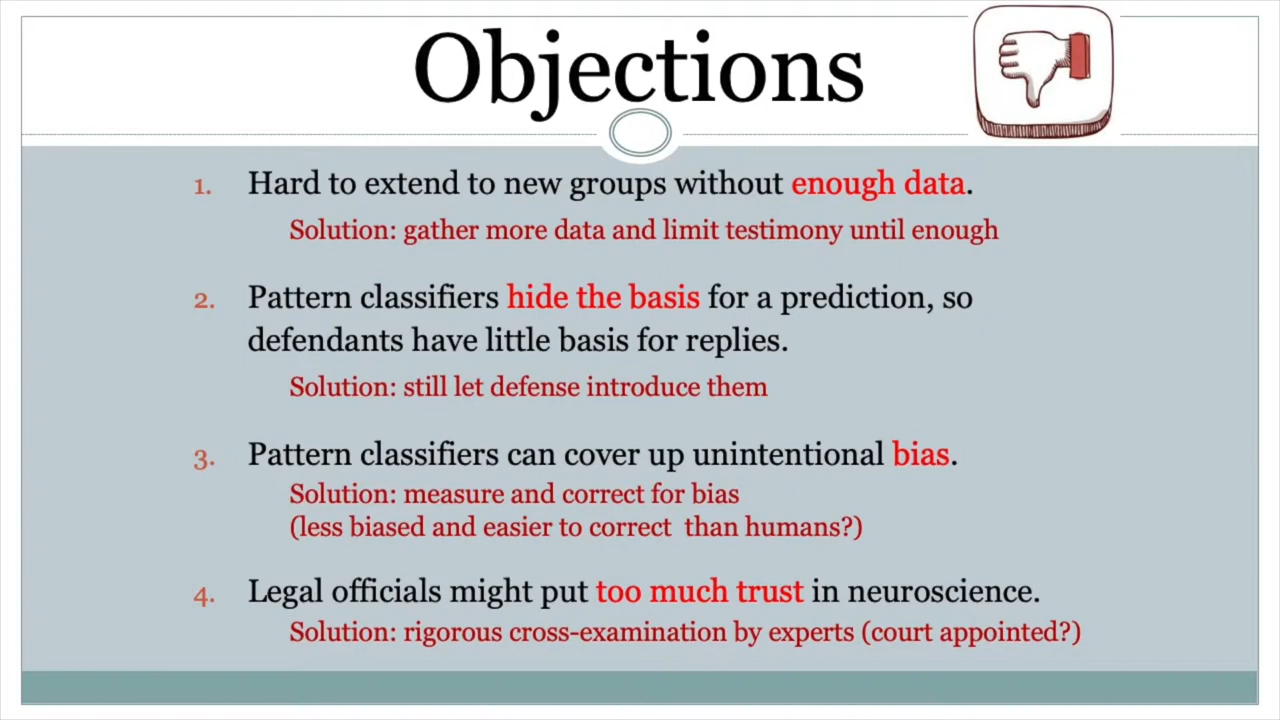 Objections
1. Hard to extend to new groups without enough data.
Solution: gather more data and limit testimony until enough
2. Pattern classifiers hide the basis for a prediction, so
defendants have little basis for replies.
Solution: still let defense introduce them
3. Pattern classifiers can cover up unintentional bias.
Solution: measure and correct for bias
(less biased and easier to correct than humans?)
4. Legal officials might put too much trust in neuroscience.
Solution: rigorous cross-examination by experts (court appointed?)